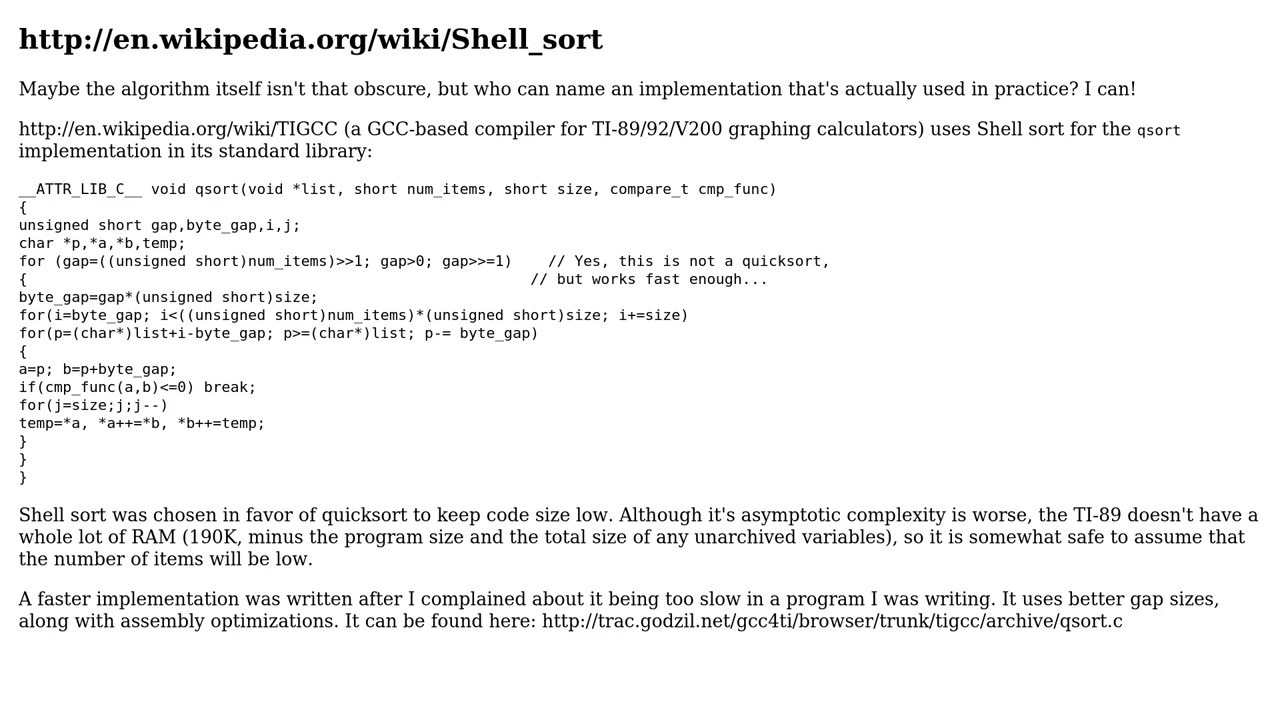 http://en.wikipedia.org/wiki/Shell_sort
Maybe the algorithm itself isn't that obscure, but who can name an implementation that's actually used in practice? I can!
http://en.wikipedia.org/wiki/TIGCC (a GCC-based compiler for TI-89/92/V200 graphing calculators) uses Shell sort for the qsort
implementation in its standard library:
__ATTR_LIB_C__ void qsort(void *list, short num_items, short size, compare_t cmp_func)
{
unsigned short gap,byte_gap,i,j;
char *p,*a,*b,temp;
for (gap=((unsigned short)num_items)>>1; gap>0; gap>>=1)    // Yes, this is not a quicksort,
{                                                         // but works fast enough...
byte_gap=gap*(unsigned short)size;
for(i=byte_gap; i<((unsigned short)num_items)*(unsigned short)size; i+=size)
for(p=(char*)list+i-byte_gap; p>=(char*)list; p-= byte_gap)
{
a=p; b=p+byte_gap;
if(cmp_func(a,b)<=0) break;
for(j=size;j;j--)
temp=*a, *a++=*b, *b++=temp;
}
}
}
Shell sort was chosen in favor of quicksort to keep code size low. Although it's asymptotic complexity is worse, the TI-89 doesn't have a
whole lot of RAM (190K, minus the program size and the total size of any unarchived variables), so it is somewhat safe to assume that
the number of items will be low.
A faster implementation was written after I complained about it being too slow in a program I was writing. It uses better gap sizes,
along with assembly optimizations. It can be found here: http://trac.godzil.net/gcc4ti/browser/trunk/tigcc/archive/qsort.c